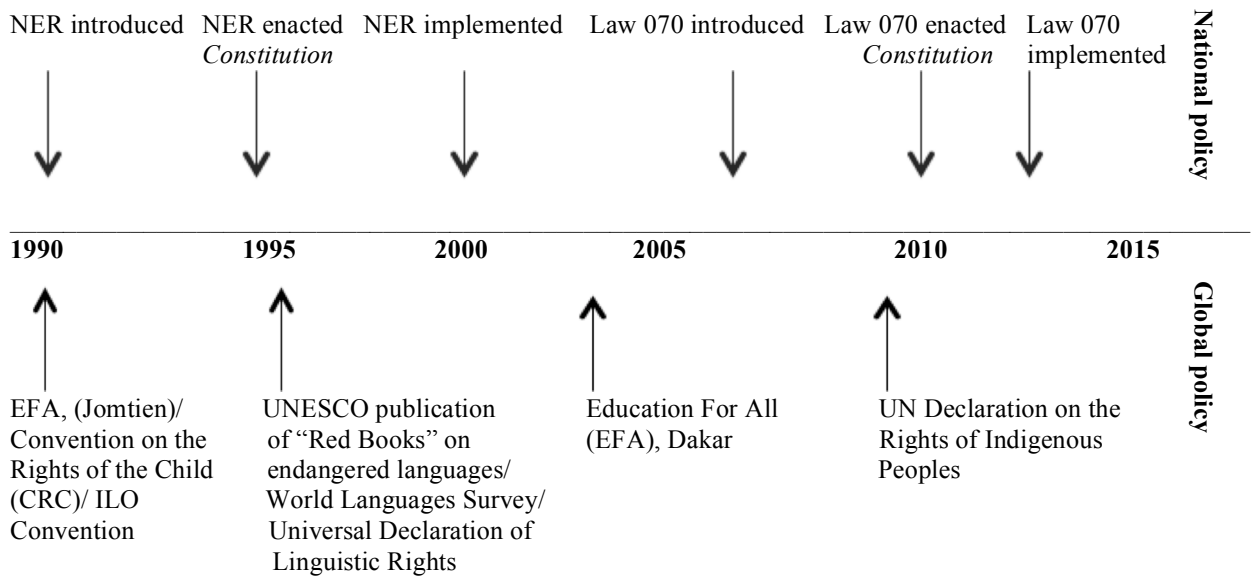 NER introduced
NER enacted
Constitution
NER implemented
Law 070 introduced
Law 070 enacted
Constitution
Law 070
implemented
National policy
1990
1995
2000
2005
2010
2015
Global policy
EFA, (Jomtien)/
Convention on the
Rights of the Child
(CRC)/ ILO
Convention
UNESCO publication
of “Red Books” on
endangered languages/
World Languages Survey/
Universal Declaration of
Linguistic Rights
Education For All
(EFA), Dakar
UN Declaration on the
Rights of Indigenous
Peoples